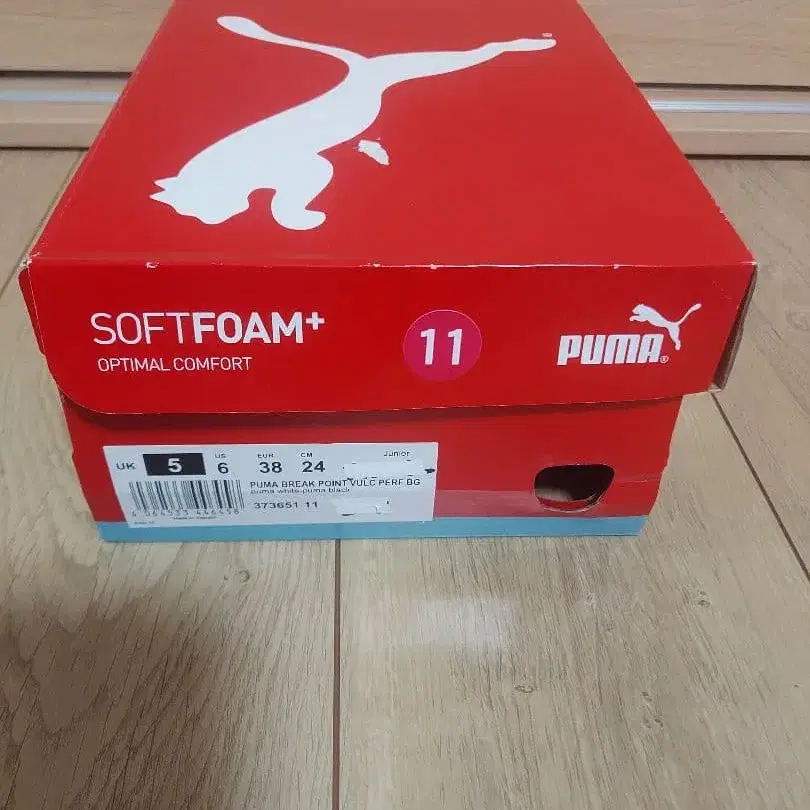 SOFTFOAM+
OPTIMAL COMFORT
11
PUMA®
UK 5
US 6
EUR 38
CM 24
Junior
PUMA BREAK POINT VULC PERF BG
puma white-puma black
373651 11